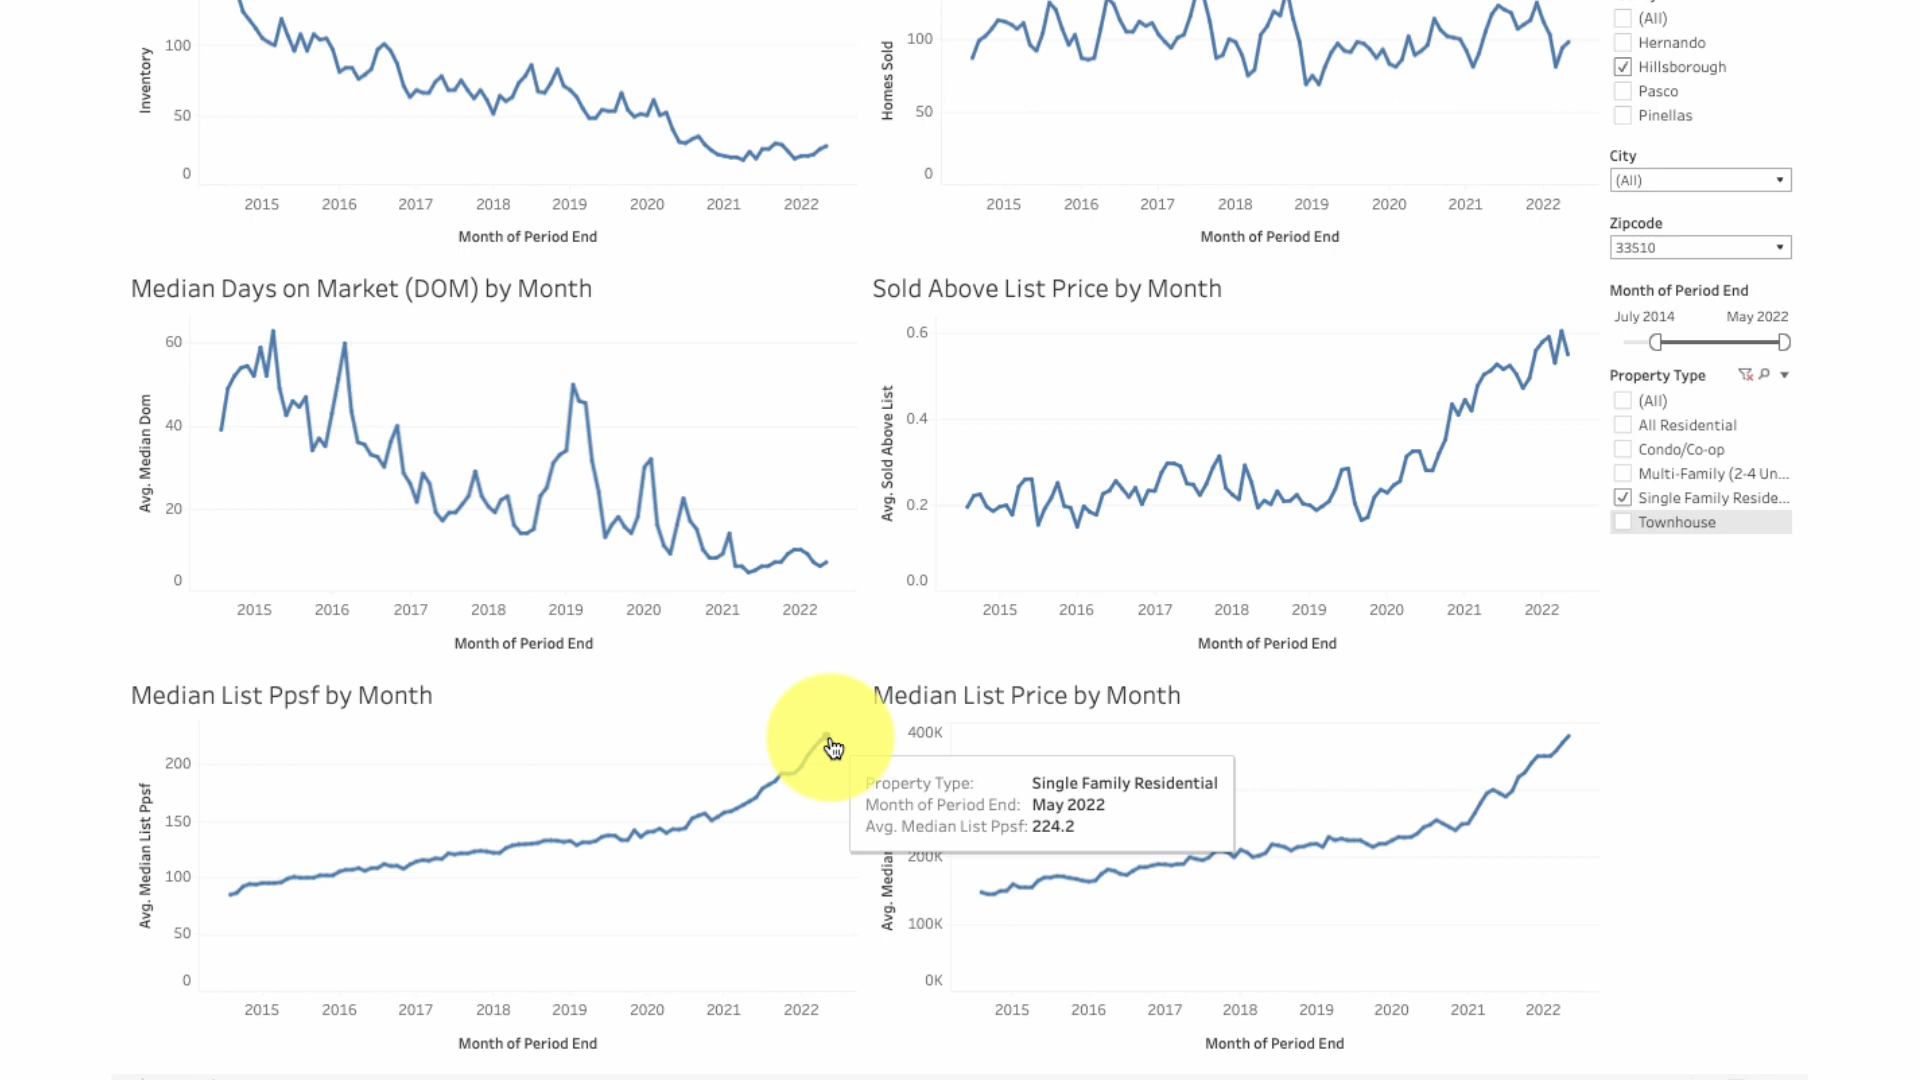 Inventory
100
50
0
2015 2016 2017 2018 2019 2020 2021 2022
Month of Period End
Homes Sold
100
50
0
2015 2016 2017 2018 2019 2020 2021 2022
Month of Period End
Median Days on Market (DOM) by Month
Avg. Median Dom
60
40
20
0
2015 2016 2017 2018 2019 2020 2021 2022
Month of Period End
Sold Above List Price by Month
Avg. Sold Above List
0.6
0.4
0.2
0.0
2015 2016 2017 2018 2019 2020 2021 2022
Month of Period End
Median List Ppsf by Month
Avg. Median List Ppsf
200
150
100
50
0
2015 2016 2017 2018 2019 2020 2021 2022
Month of Period End
Median List Price by Month
Avg. Median
400K
200K
100K
0K
2015 2016 2017 2018 2019 2020 2021 2022
Month of Period End
Property Type: Single Family Residential
Month of Period End: May 2022
Avg. Median List Ppsf: 224.2
(All)
Hernando
Hillsborough
Pasco
Pinellas
City
(All)
Zipcode
33510
Month of Period End
July 2014 May 2022
Property Type
(All)
All Residential
Condo/Co-op
Multi-Family (2-4 Un...
Single Family Reside...
Townhouse